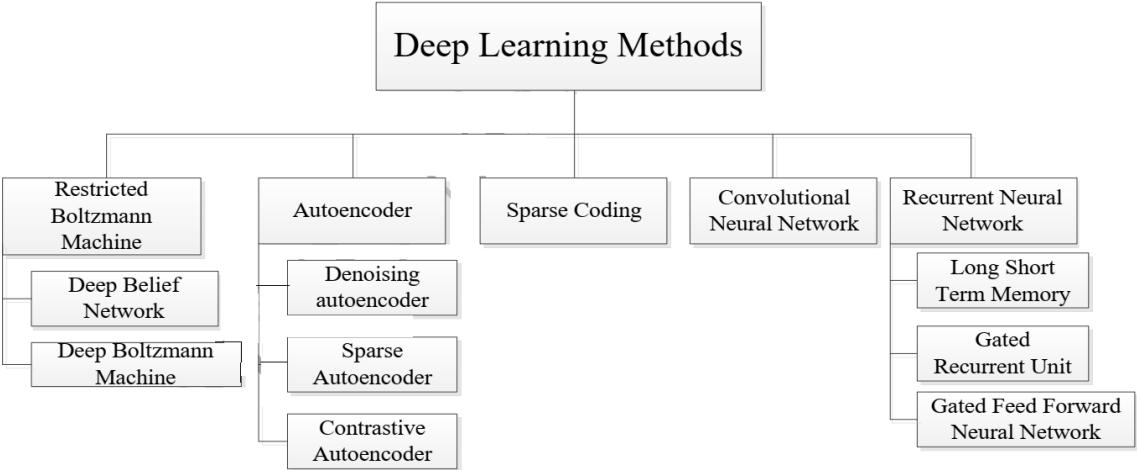 Deep Learning Methods
Restricted
Boltzmann
Machine
Deep Belief
Network
Deep Boltzmann
Machine
Autoencoder
Denoising
autoencoder
Sparse
Autoencoder
Contrastive
Autoencoder
Sparse Coding
Convolutional
Neural Network
Recurrent Neural
Network
Long Short
Term Memory
Gated
Recurrent Unit
Gated Feed Forward
Neural Network